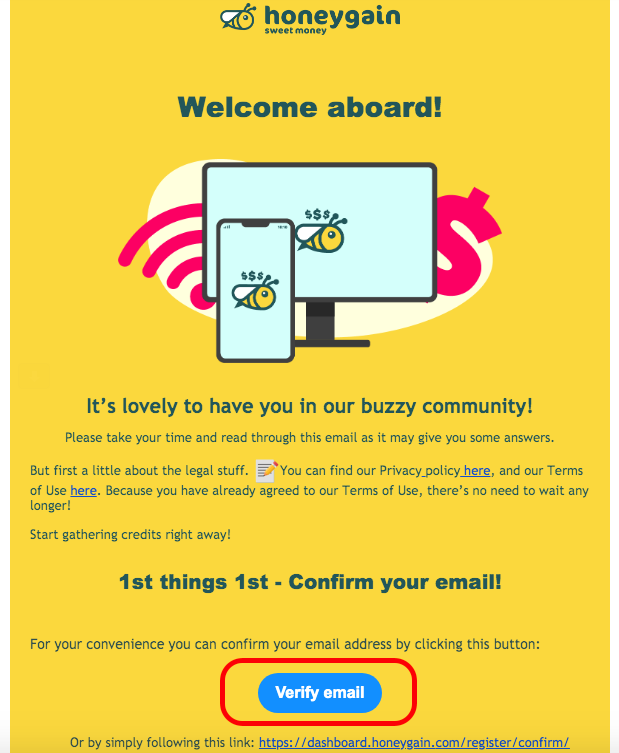 honeygain
sweet money
Welcome aboard!
$$$
$$$
It’s lovely to have you in our buzzy community!
Please take your time and read through this email as it may give you some answers.
But first a little about the legal stuff. 📝You can find our Privacy policy here, and our Terms
of Use here. Because you have already agreed to our Terms of Use, there’s no need to wait any
longer!
Start gathering credits right away!
1st things 1st - Confirm your email!
For your convenience you can confirm your email address by clicking this button:
Verify email
Or by simply following this link: https://dashboard.honeygain.com/register/confirm/